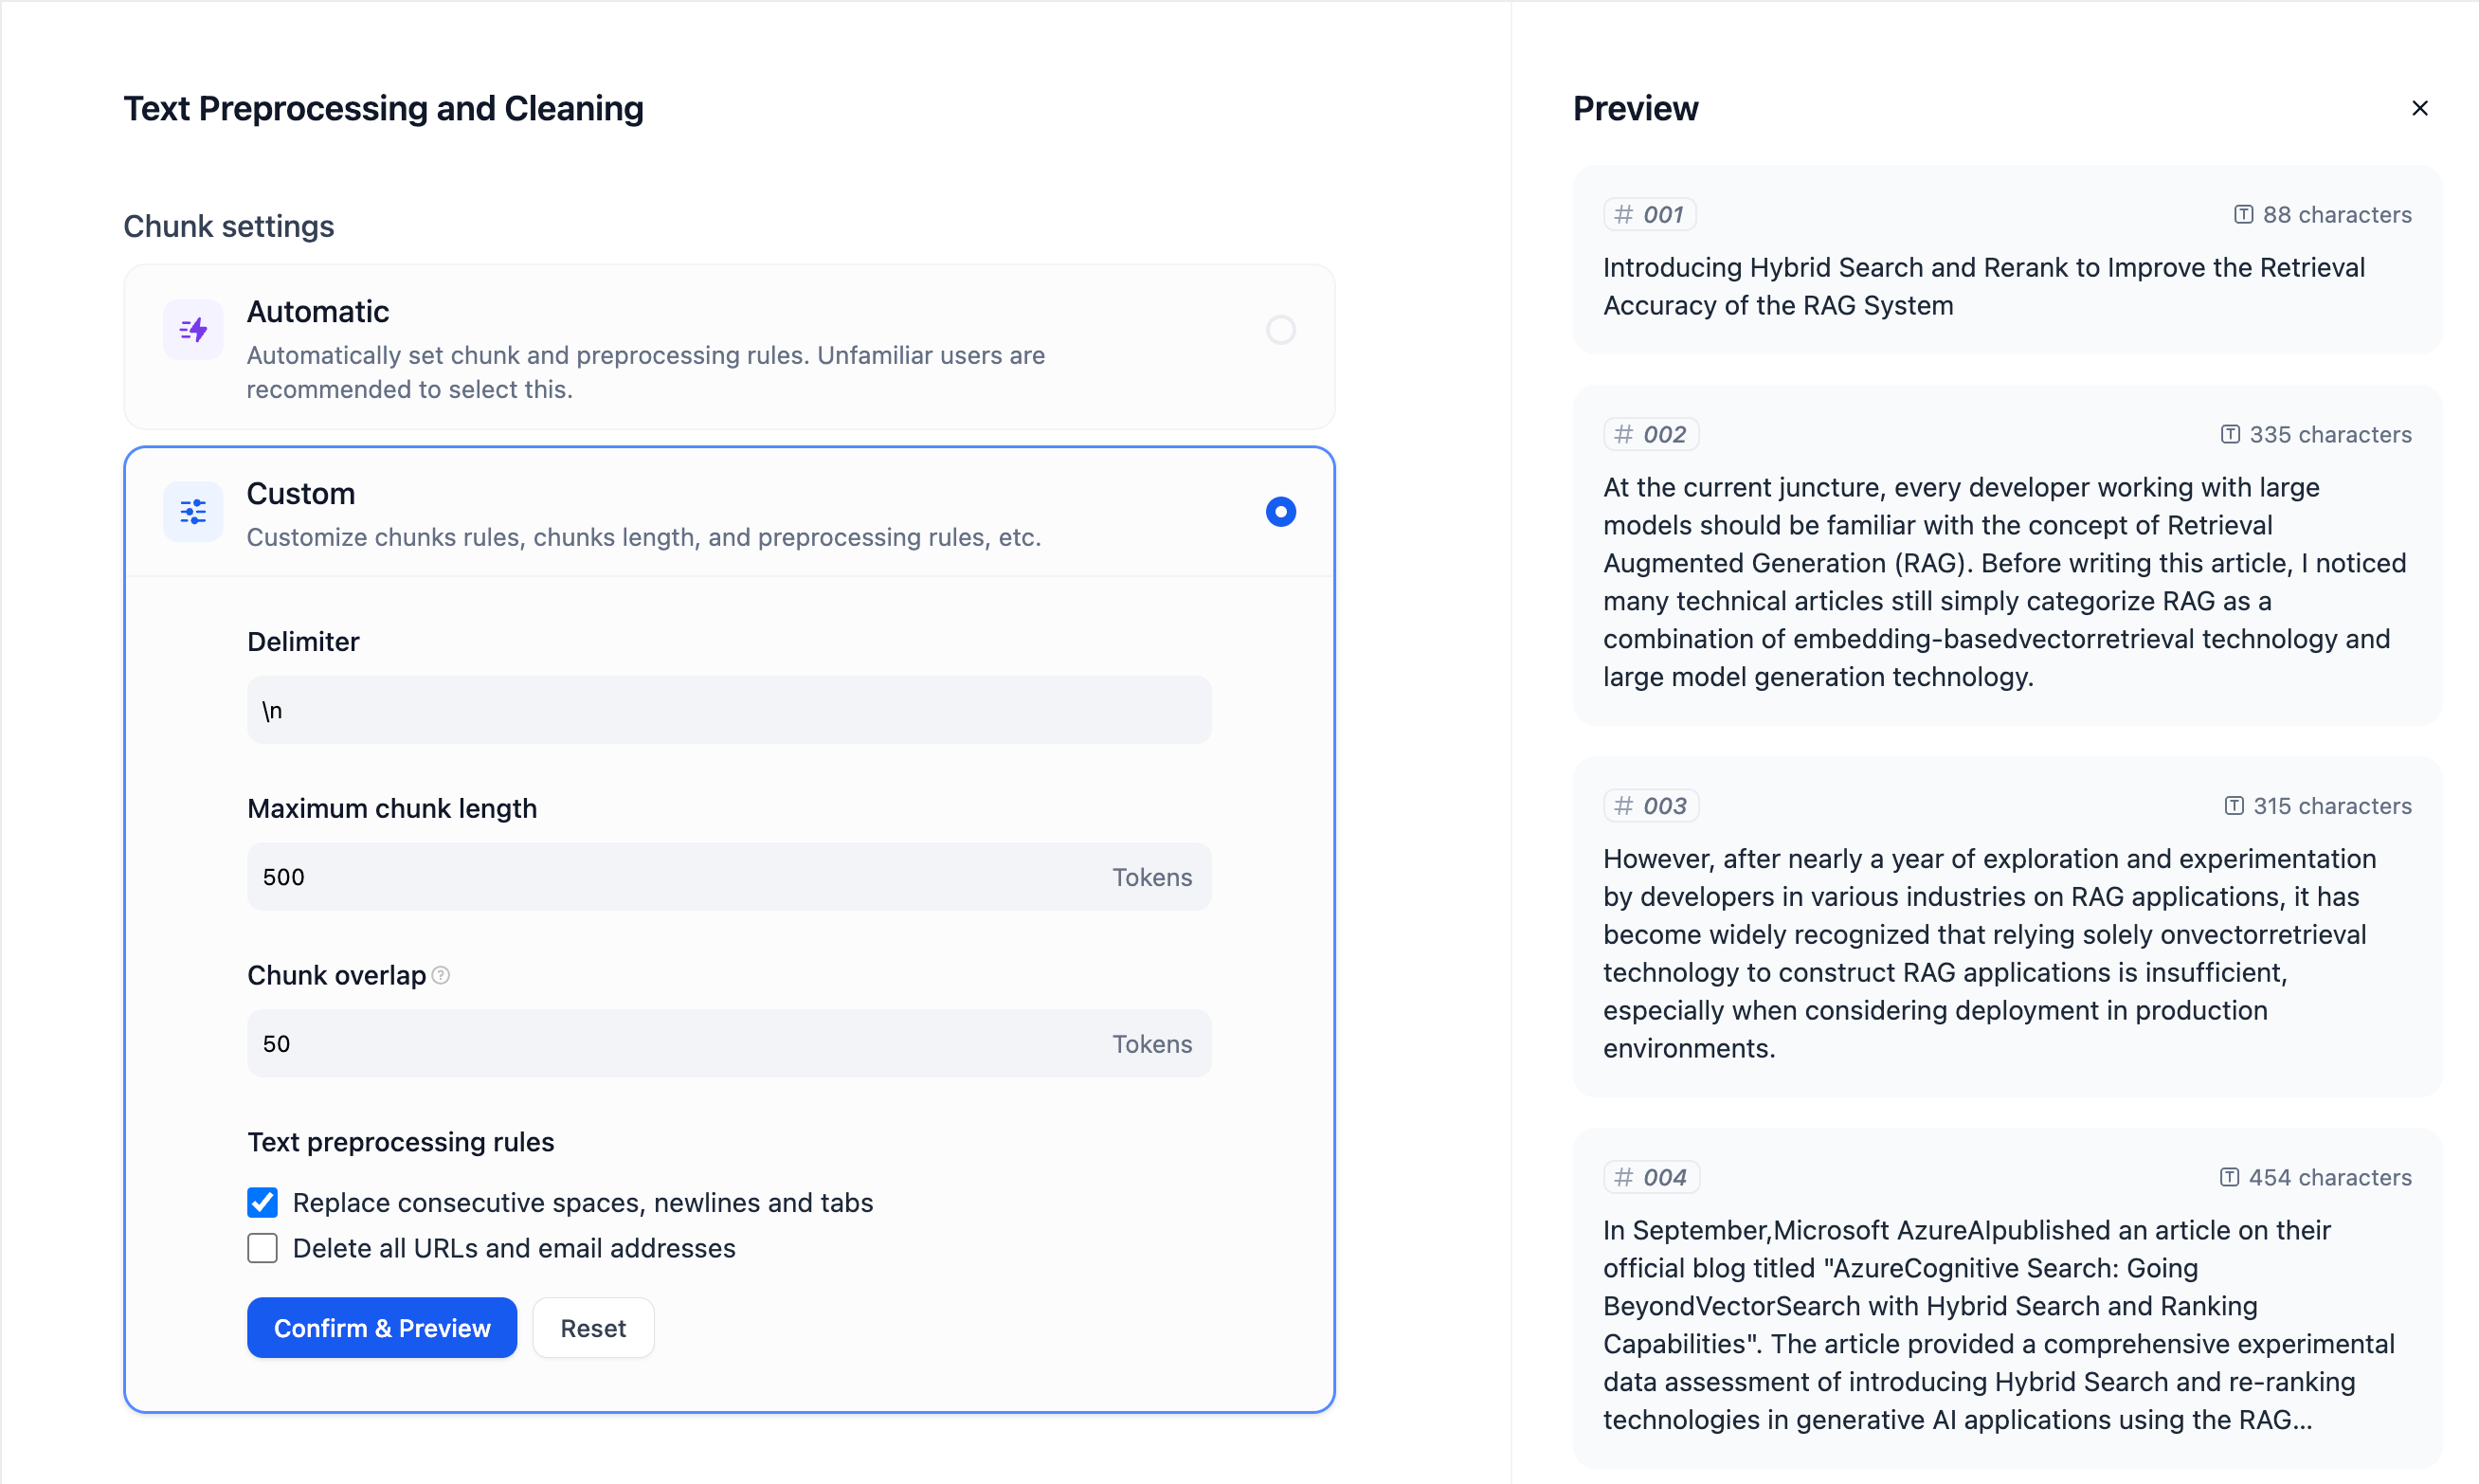 Text Preprocessing and Cleaning
Chunk settings
Automatic
Automatically set chunk and preprocessing rules. Unfamiliar users are
recommended to select this.
Custom
Customize chunks rules, chunks length, and preprocessing rules, etc.
Delimiter
\n
Maximum chunk length
500 Tokens
Chunk overlap ?
50 Tokens
Text preprocessing rules
Replace consecutive spaces, newlines and tabs
Delete all URLs and email addresses
Confirm & Preview Reset
Preview
# 001 T 88 characters
Introducing Hybrid Search and Rerank to Improve the Retrieval
Accuracy of the RAG System
# 002 T 335 characters
At the current juncture, every developer working with large
models should be familiar with the concept of Retrieval
Augmented Generation (RAG). Before writing this article, I noticed
many technical articles still simply categorize RAG as a
combination of embedding-basedvectorretrieval technology and
large model generation technology.
# 003 T 315 characters
However, after nearly a year of exploration and experimentation
by developers in various industries on RAG applications, it has
become widely recognized that relying solely onvectorretrieval
technology to construct RAG applications is insufficient,
especially when considering deployment in production
environments.
# 004 T 454 characters
In September,Microsoft AzureAIpublished an article on their
official blog titled "AzureCognitive Search: Going
BeyondVectorSearch with Hybrid Search and Ranking
Capabilities". The article provided a comprehensive experimental
data assessment of introducing Hybrid Search and re-ranking
technologies in generative AI applications using the RAG...